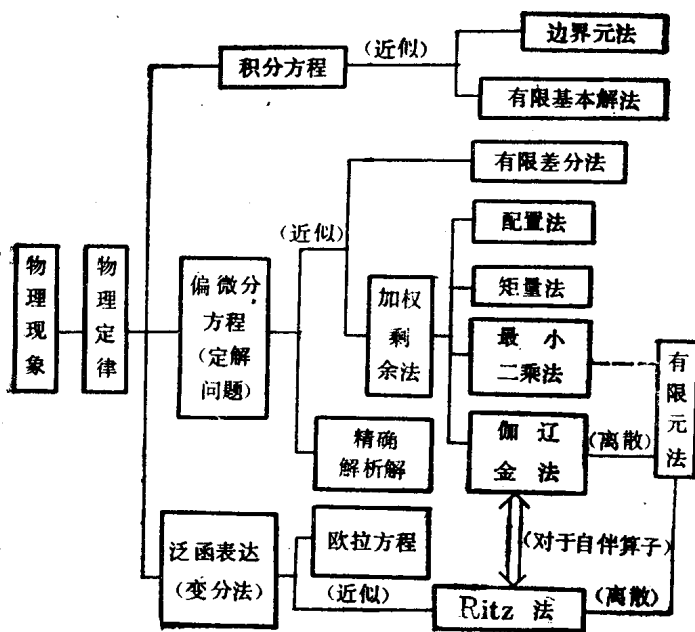 积分方程
(近似)
边界元法
有限基本解法
有限差分法
(近似)
配置法
矩量法
物理现象
物理定律
偏微分
方程
(定解
问题)
加权
剩
余法
最小
二乘法
伽辽
金法
(离散)
有限元法
精确
解析解
(对于自伴算子)
泛函表达
(变分法)
欧拉方程
(近似)
Ritz 法
(离散)